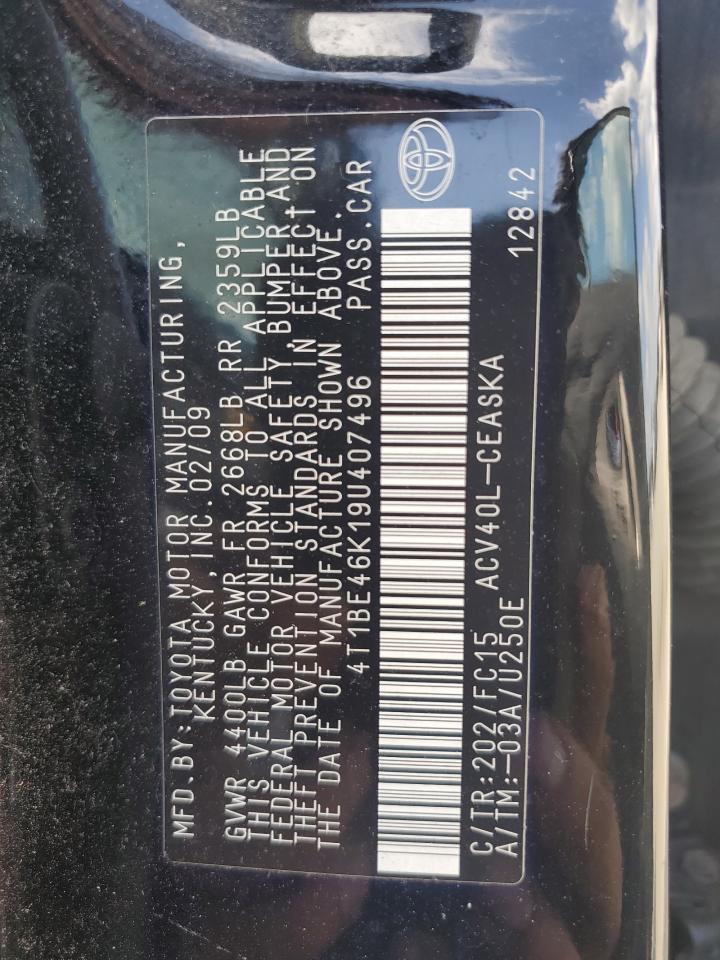 MFD.BY:TOYOTA MOTOR MANUFACTURING,
KENTUCKY,INC.02/09
GVWR 4400LB GAWR FR 2668LB RR 2359LB
THIS VEHICLE CONFORMS TO ALL APPLICABLE
FEDERAL MOTOR VEHICLE SAFETY,BUMPER,AND
THEFT PREVENTION STANDARDS IN EFFECT ON
THE DATE OF MANUFACTURE SHOWN ABOVE.
4T1BE46K19U407496 PASS.CAR
C/TR:202/FC15 ACV40L-CEASKA
A/TM:-03A/U250E 12842